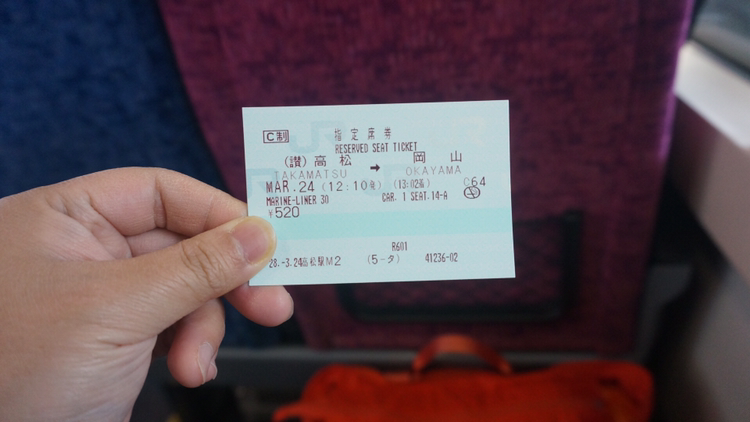 C制 指定席券
RESERVED SEAT TICKET
(讃)高松 → 岡山
TAKAMATSU OKAYAMA
MAR.24 (12:10発) (13:02着) C64
MARINE-LINER 30 CAR. 1 SEAT.14-A
¥520
R601
28.-3.24高松駅M2 (5-タ) 41236-02